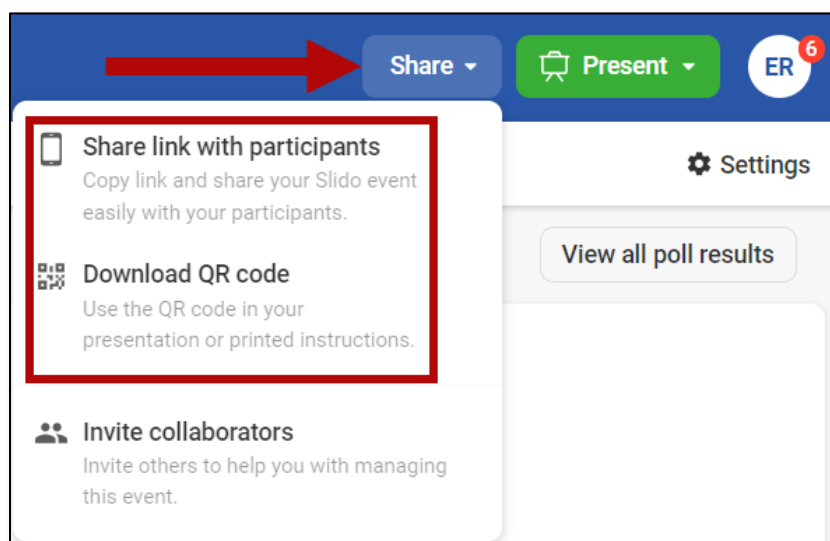 Share
Present
ER
6
Share link with participants
Copy link and share your Slido event
easily with your participants.
Settings
View all poll results
Download QR code
Use the QR code in your
presentation or printed instructions.
Invite collaborators
Invite others to help you with managing
this event.